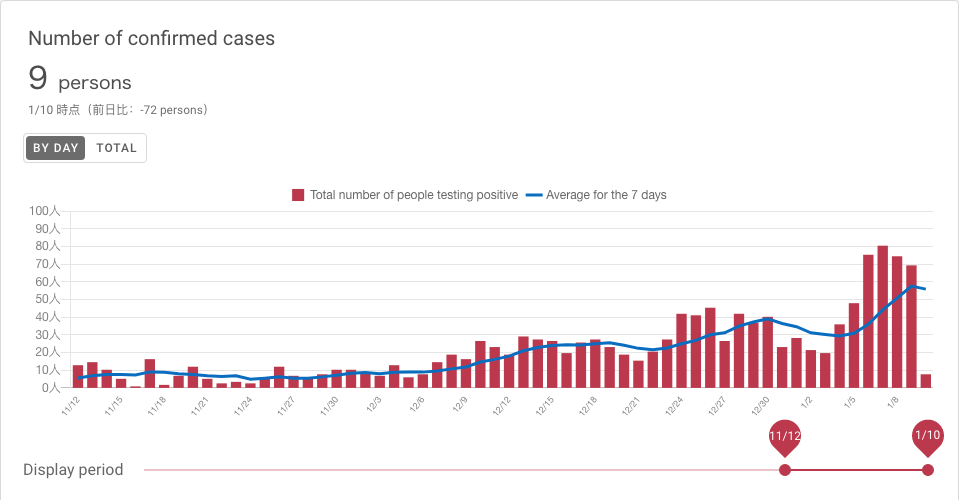 Number of confirmed cases
9 persons
1/10 時点（前日比：-72 persons）
BY DAY TOTAL
Total number of people testing positive Average for the 7 days
100人
90人
80人
70人
60人
50人
40人
30人
20人
10人
0人
11/12 11/15 11/18 11/21 11/24 11/27 11/30 12/3 12/6 12/9 12/12 12/15 12/18 12/21 12/24 12/27 12/30 1/2 1/5 1/8
11/12 1/10
Display period